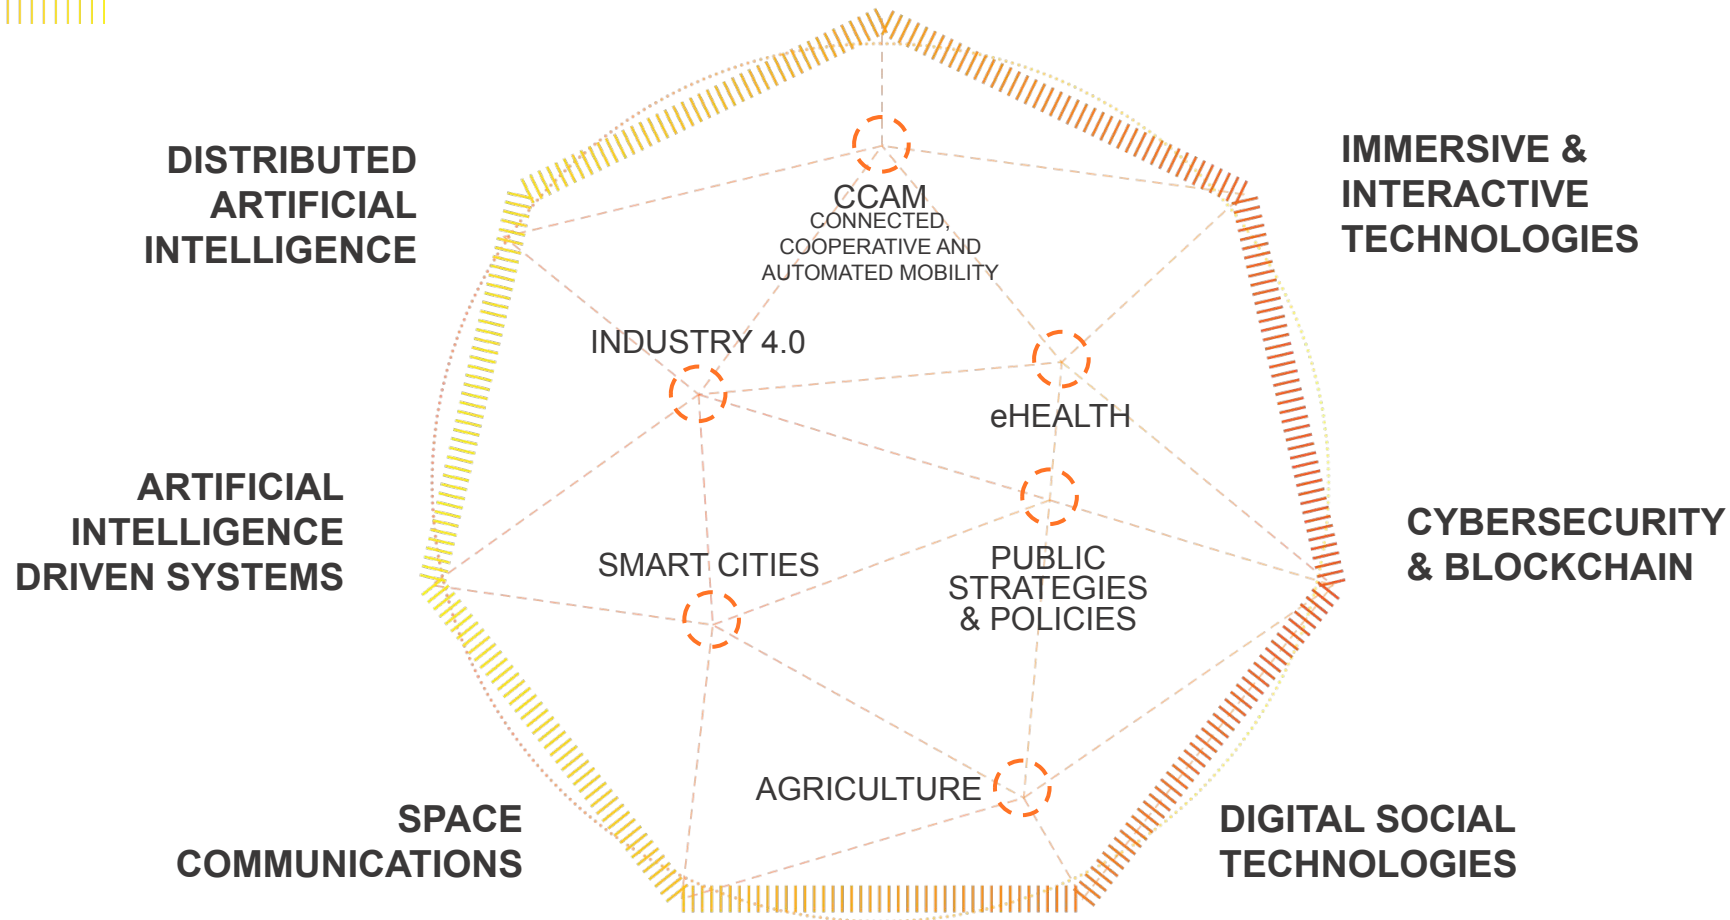 DISTRIBUTED
ARTIFICIAL
INTELLIGENCE
IMMERSIVE &
INTERACTIVE
TECHNOLOGIES
CCAM
CONNECTED,
COOPERATIVE AND
AUTOMATED MOBILITY
INDUSTRY 4.0
eHEALTH
ARTIFICIAL
INTELLIGENCE
DRIVEN SYSTEMS
CYBERSECURITY
& BLOCKCHAIN
SMART CITIES
PUBLIC
STRATEGIES
& POLICIES
AGRICULTURE
SPACE
COMMUNICATIONS
DIGITAL SOCIAL
TECHNOLOGIES